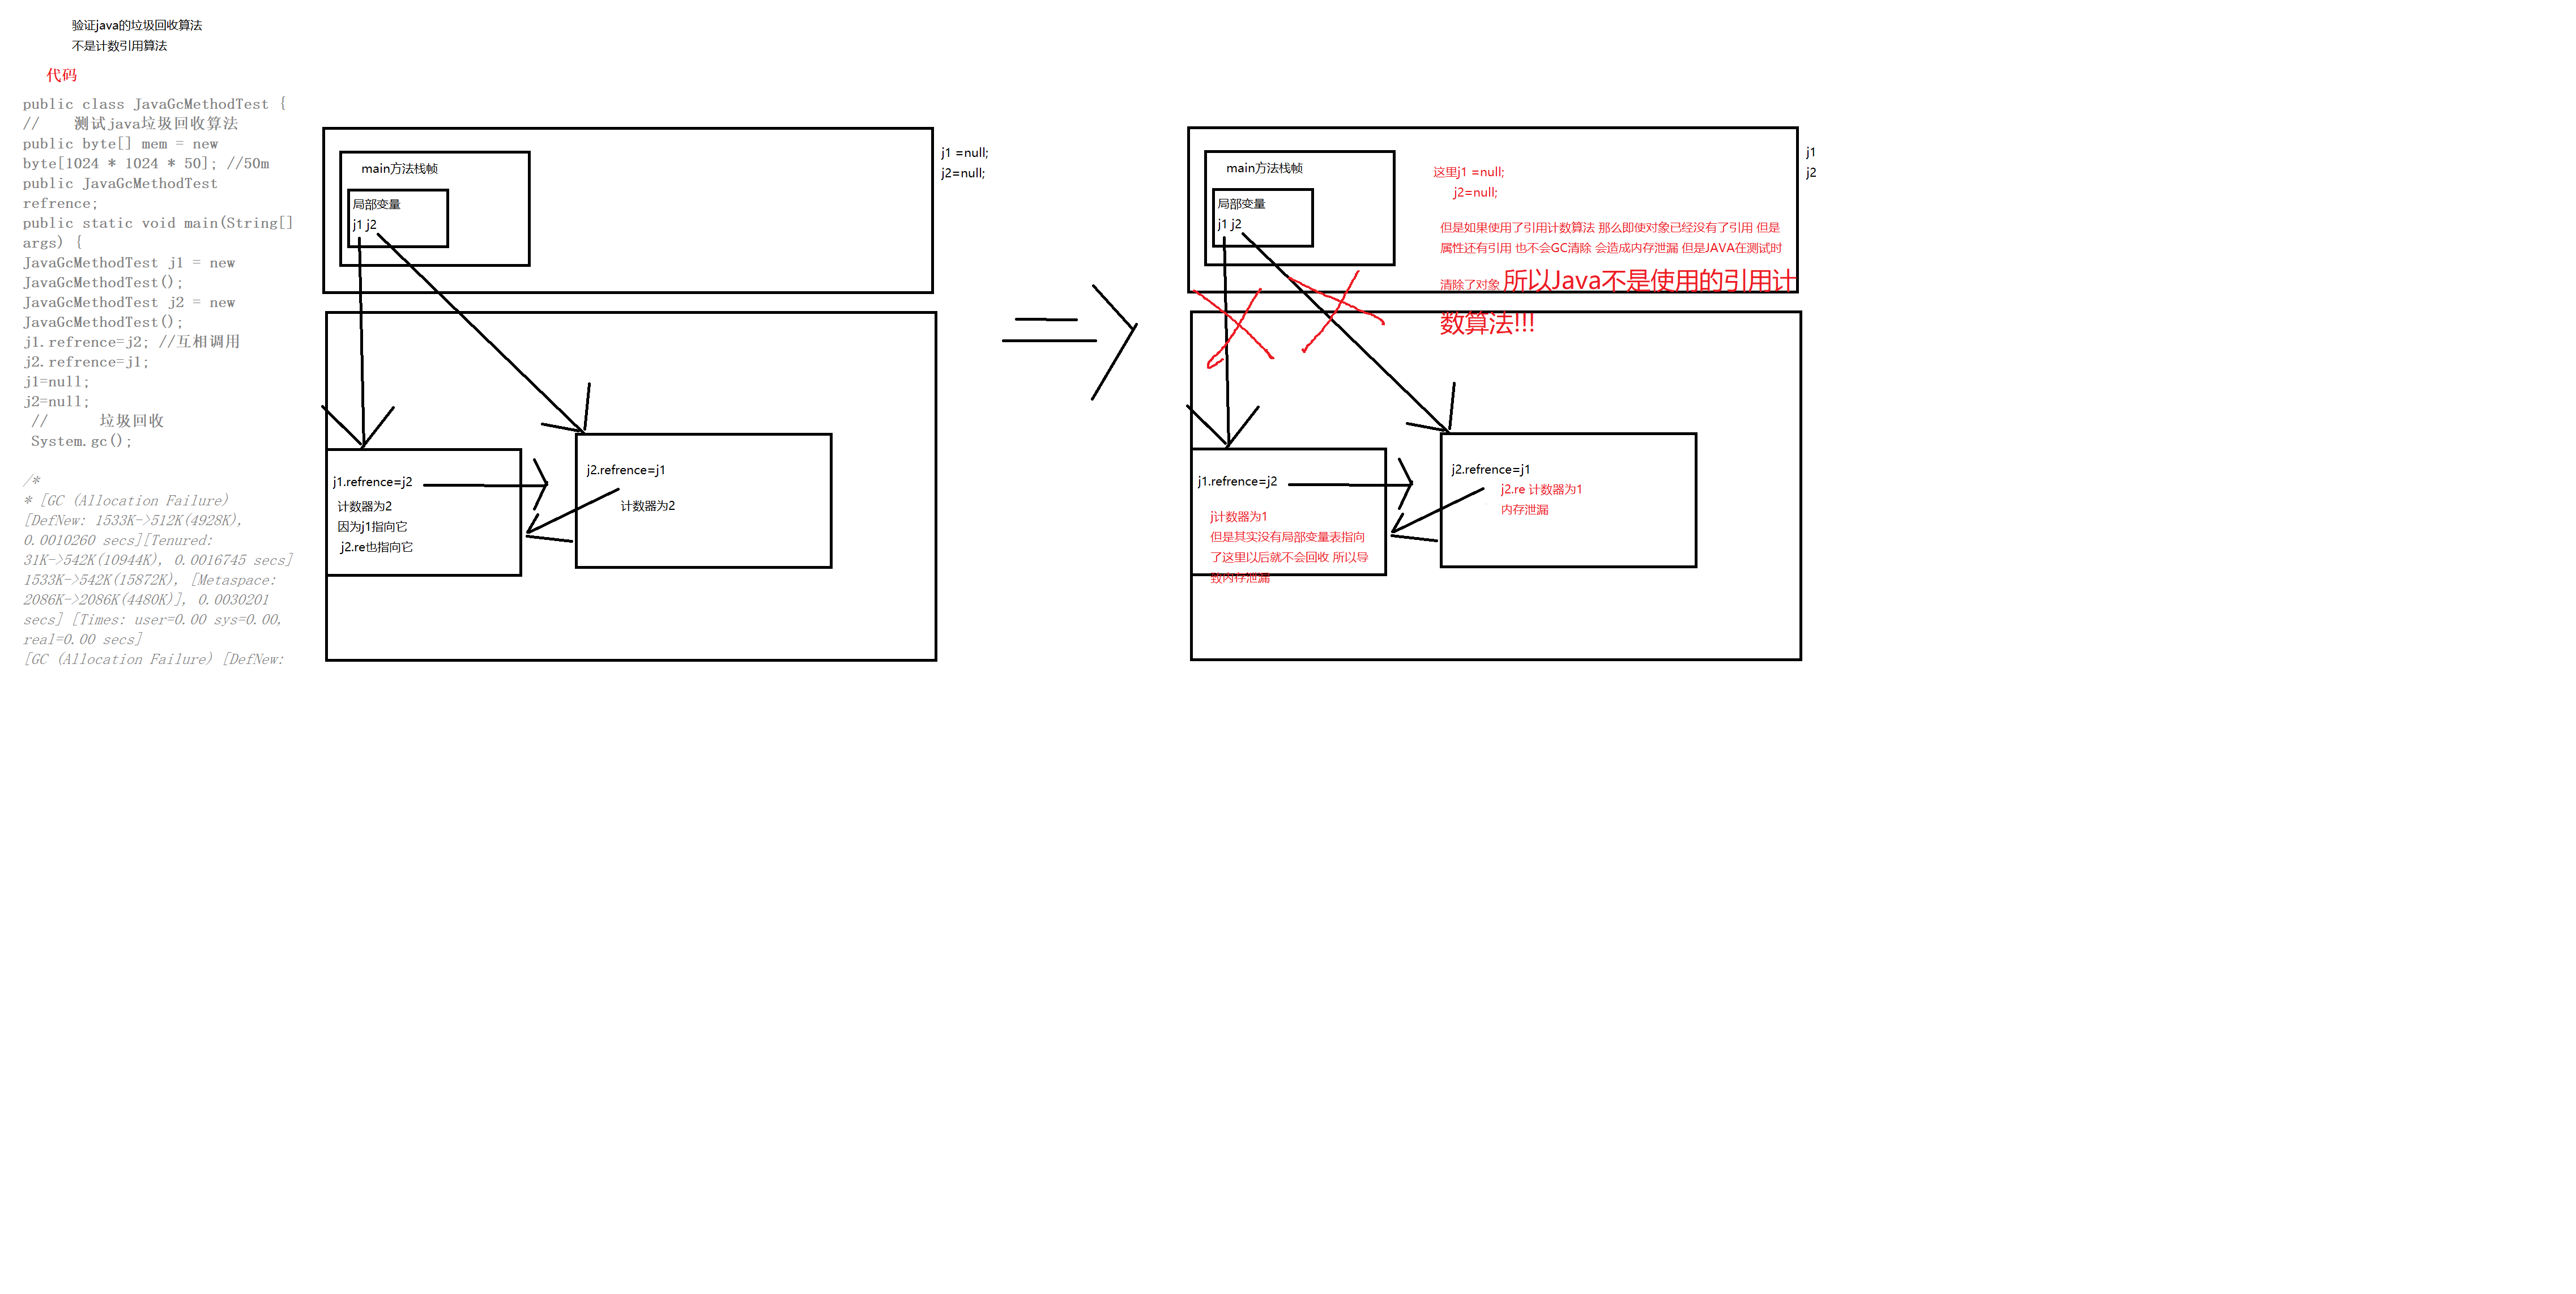 验证java的垃圾回收算法
不是计数引用算法
代码
public class JavaGcMethodTest {
//    测试java垃圾回收算法
public byte[] mem = new
byte[1024 * 1024 * 50]; //50m
public JavaGcMethodTest
refrence;
public static void main(String[]
args) {
JavaGcMethodTest j1 = new
JavaGcMethodTest();
JavaGcMethodTest j2 = new
JavaGcMethodTest();
j1.refrence=j2; //互相调用
j2.refrence=j1;
j1=null;
j2=null;
//      垃圾回收
System.gc();
/*
* [GC (Allocation Failure)
[DefNew: 1533K->512K(4928K),
0.0010260 secs][Tenured:
31K->542K(10944K), 0.0016745 secs]
1533K->542K(15872K), [Metaspace:
2086K->2086K(4480K)], 0.0030201
secs] [Times: user=0.00 sys=0.00,
real=0.00 secs]
[GC (Allocation Failure) [DefNew:
main方法栈帧
局部变量
j1 j2
j1 =null;
j2=null;
j1.refrence=j2
计数器为2
因为j1指向它
j2.re也指向它
j2.refrence=j1
计数器为2
main方法栈帧
局部变量
j1 j2
这里j1 =null;
j2=null;
但是如果使用了引用计数算法 那么即使对象已经没有了引用 但是
属性还有引用 也不会GC清除 会造成内存泄漏 但是JAVA在测试时
清除了对象 所以Java不是使用的引用计
数算法!!!
j1
j2
j1.refrence=j2
j计数器为1
但是其实没有局部变量表指向
了这里以后就不会回收 所以导
致内存泄漏
j2.refrence=j1
j2.re 计数器为1
内存泄漏